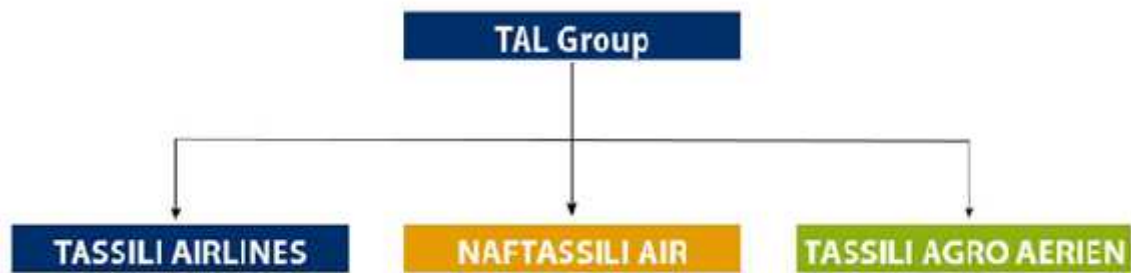 TAL Group
TASSILI AIRLINES
NAFTASSILI AIR
TASSILI AGRO AERIEN